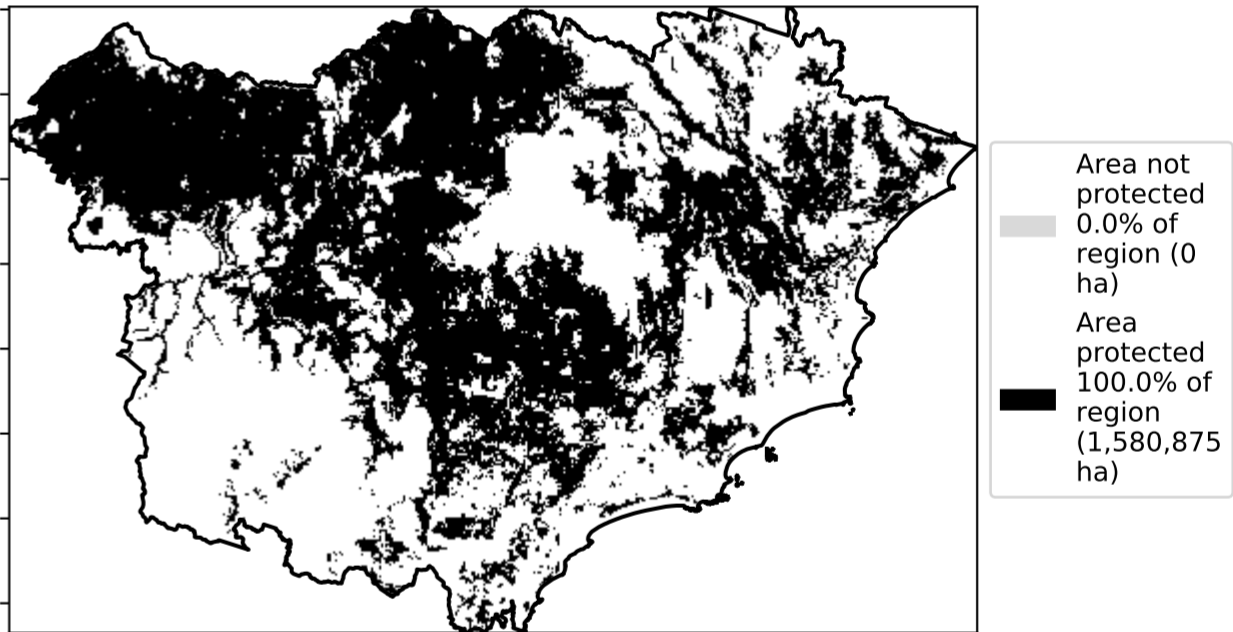 Area not
protected
0.0% of
region (0
ha)
Area
protected
100.0% of
region
(1,580,875
ha)